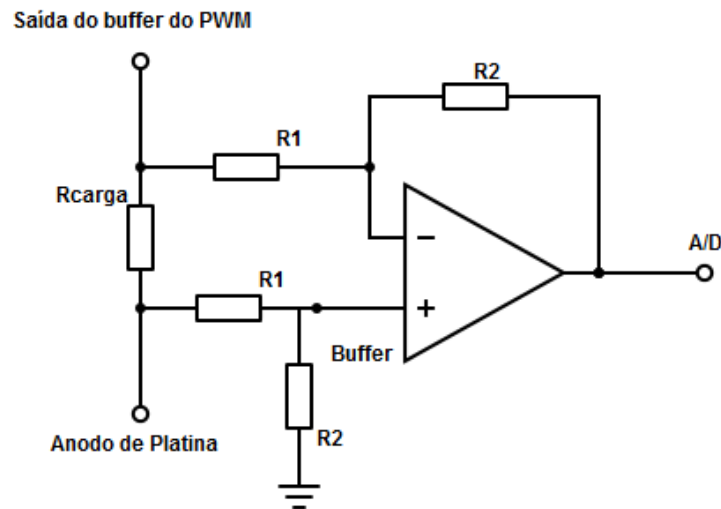 Saída do buffer do PWM
R2
R1
Rcarga
A/D
R1
Buffer
Anodo de Platina
R2